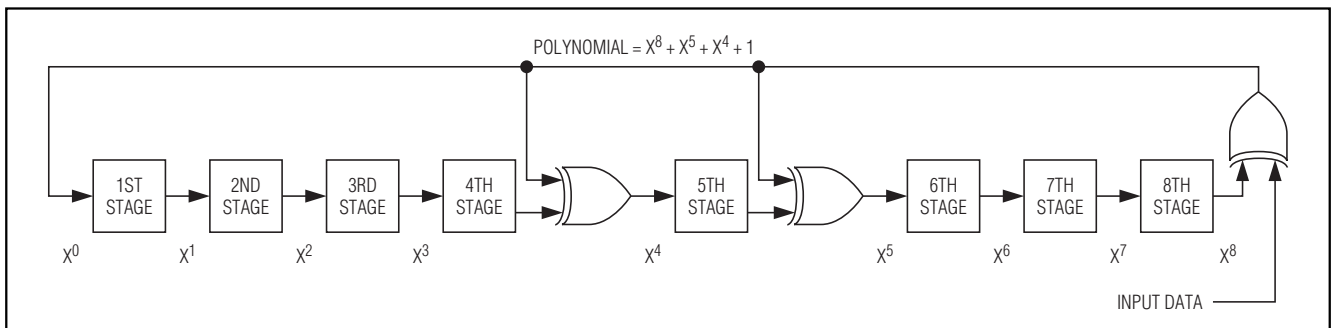 POLYNOMIAL = X⁸ + X⁵ + X⁴ + 1
1ST STAGE
2ND STAGE
3RD STAGE
4TH STAGE
5TH STAGE
6TH STAGE
7TH STAGE
8TH STAGE
X⁰ X¹ X² X³ X⁴ X⁵ X⁶ X⁷ X⁸
INPUT DATA